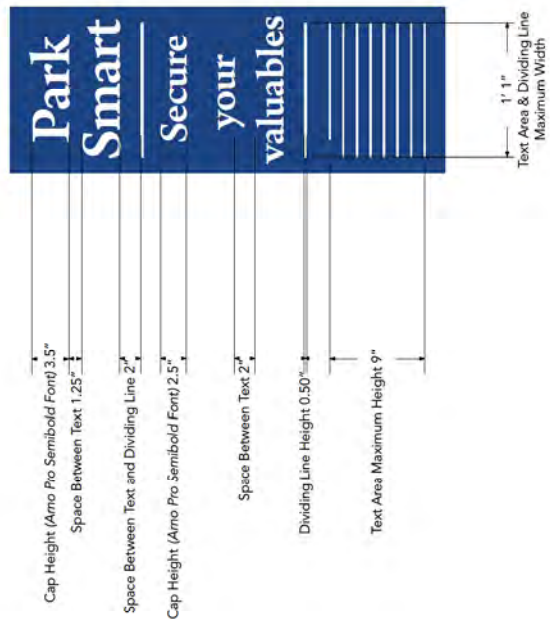 Park
Smart
Secure
your
valuables
Cap Height (Arno Pro Semibold Font) 3.5"
Space Between Text 1.25"
Space Between Text and Dividing Line 2"
Cap Height (Arno Pro Semibold Font) 2.5"
Space Between Text 2"
Dividing Line Height 0.50"
Text Area Maximum Height 9"
1' 1"
Text Area & Dividing Line
Maximum Width